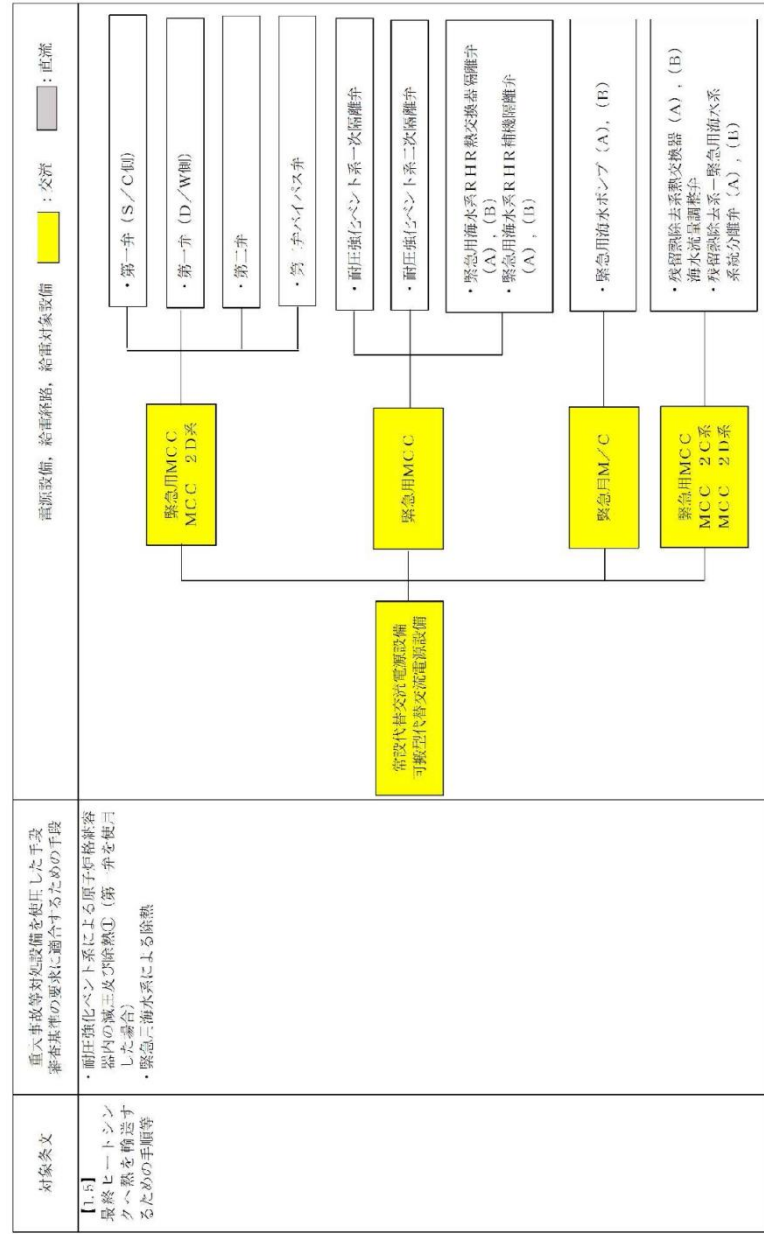 対象条文
【1.5】
最終ヒートシン
クへ熱を輸送す
るための手順等
重大事故等対処設備を使用した手段
審査基準の要求に適合するための手段
・耐圧強化ベント系による原子炉格納容
器内の減圧及び除熱①（第一弁を使用
した場合）
・緊急用海水系による除熱
電源設備，給電経路，給電対象設備
：交流
：直流
常設代替交流電源設備
可搬型代替交流電源設備
緊急用MCC
MCC 2D系
・第一弁（S／C側）
・第一弁（D／W側）
・第二弁
・第二弁バイパス弁
緊急用MCC
・耐圧強化ベント系一次隔離弁
・耐圧強化ベント系二次隔離弁
・緊急用海水系RHR熱交換器隔離弁
（A），（B）
・緊急用海水系RHR補機隔離弁
（A），（B）
緊急用M／C
・緊急用海水ポンプ（A），（B）
緊急用MCC
MCC 2C系
MCC 2D系
・残留熱除去系熱交換器（A），（B）
海水流量調整弁
・残留熱除去系－緊急用海水系
系統分離弁（A），（B）